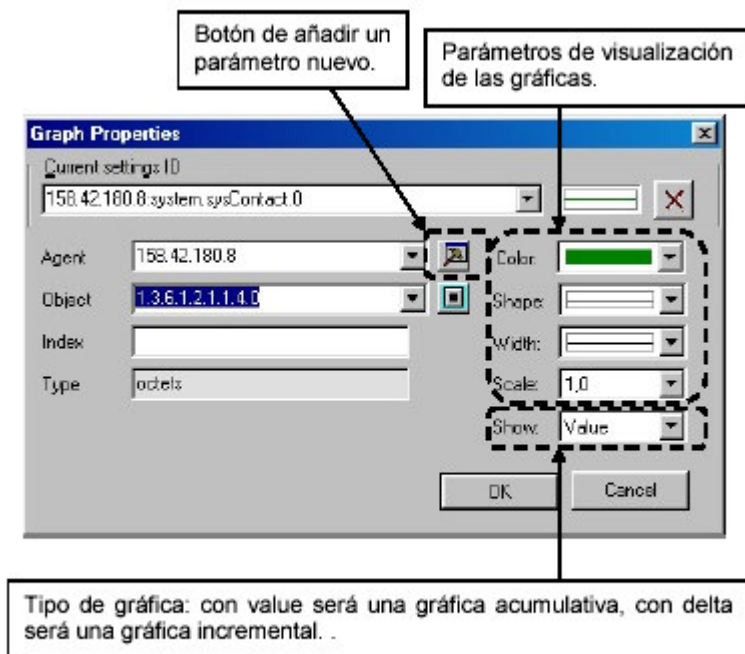 Botón de añadir un
parámetro nuevo.
Parámetros de visualización
de las gráficas.
Graph Properties
Current settings ID
158.42.180.8:system.sysContact.0
Agent
158.42.180.8
Color:
Object
1.3.6.1.2.1.1.4.0
Shape:
Index
Width:
Type
octets
Scale:
1,0
Show:
Value
OK
Cancel
Tipo de gráfica: con value será una gráfica acumulativa, con delta
será una gráfica incremental. .